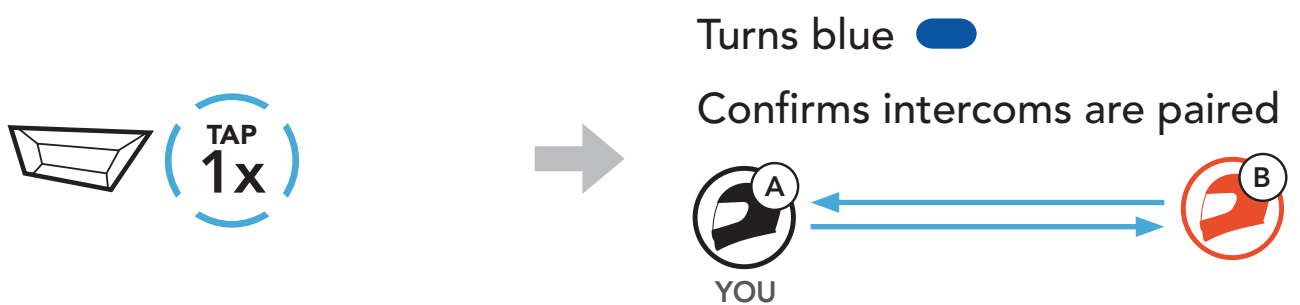 Turns blue
Confirms intercoms are paired
TAP
1x
A
B
YOU